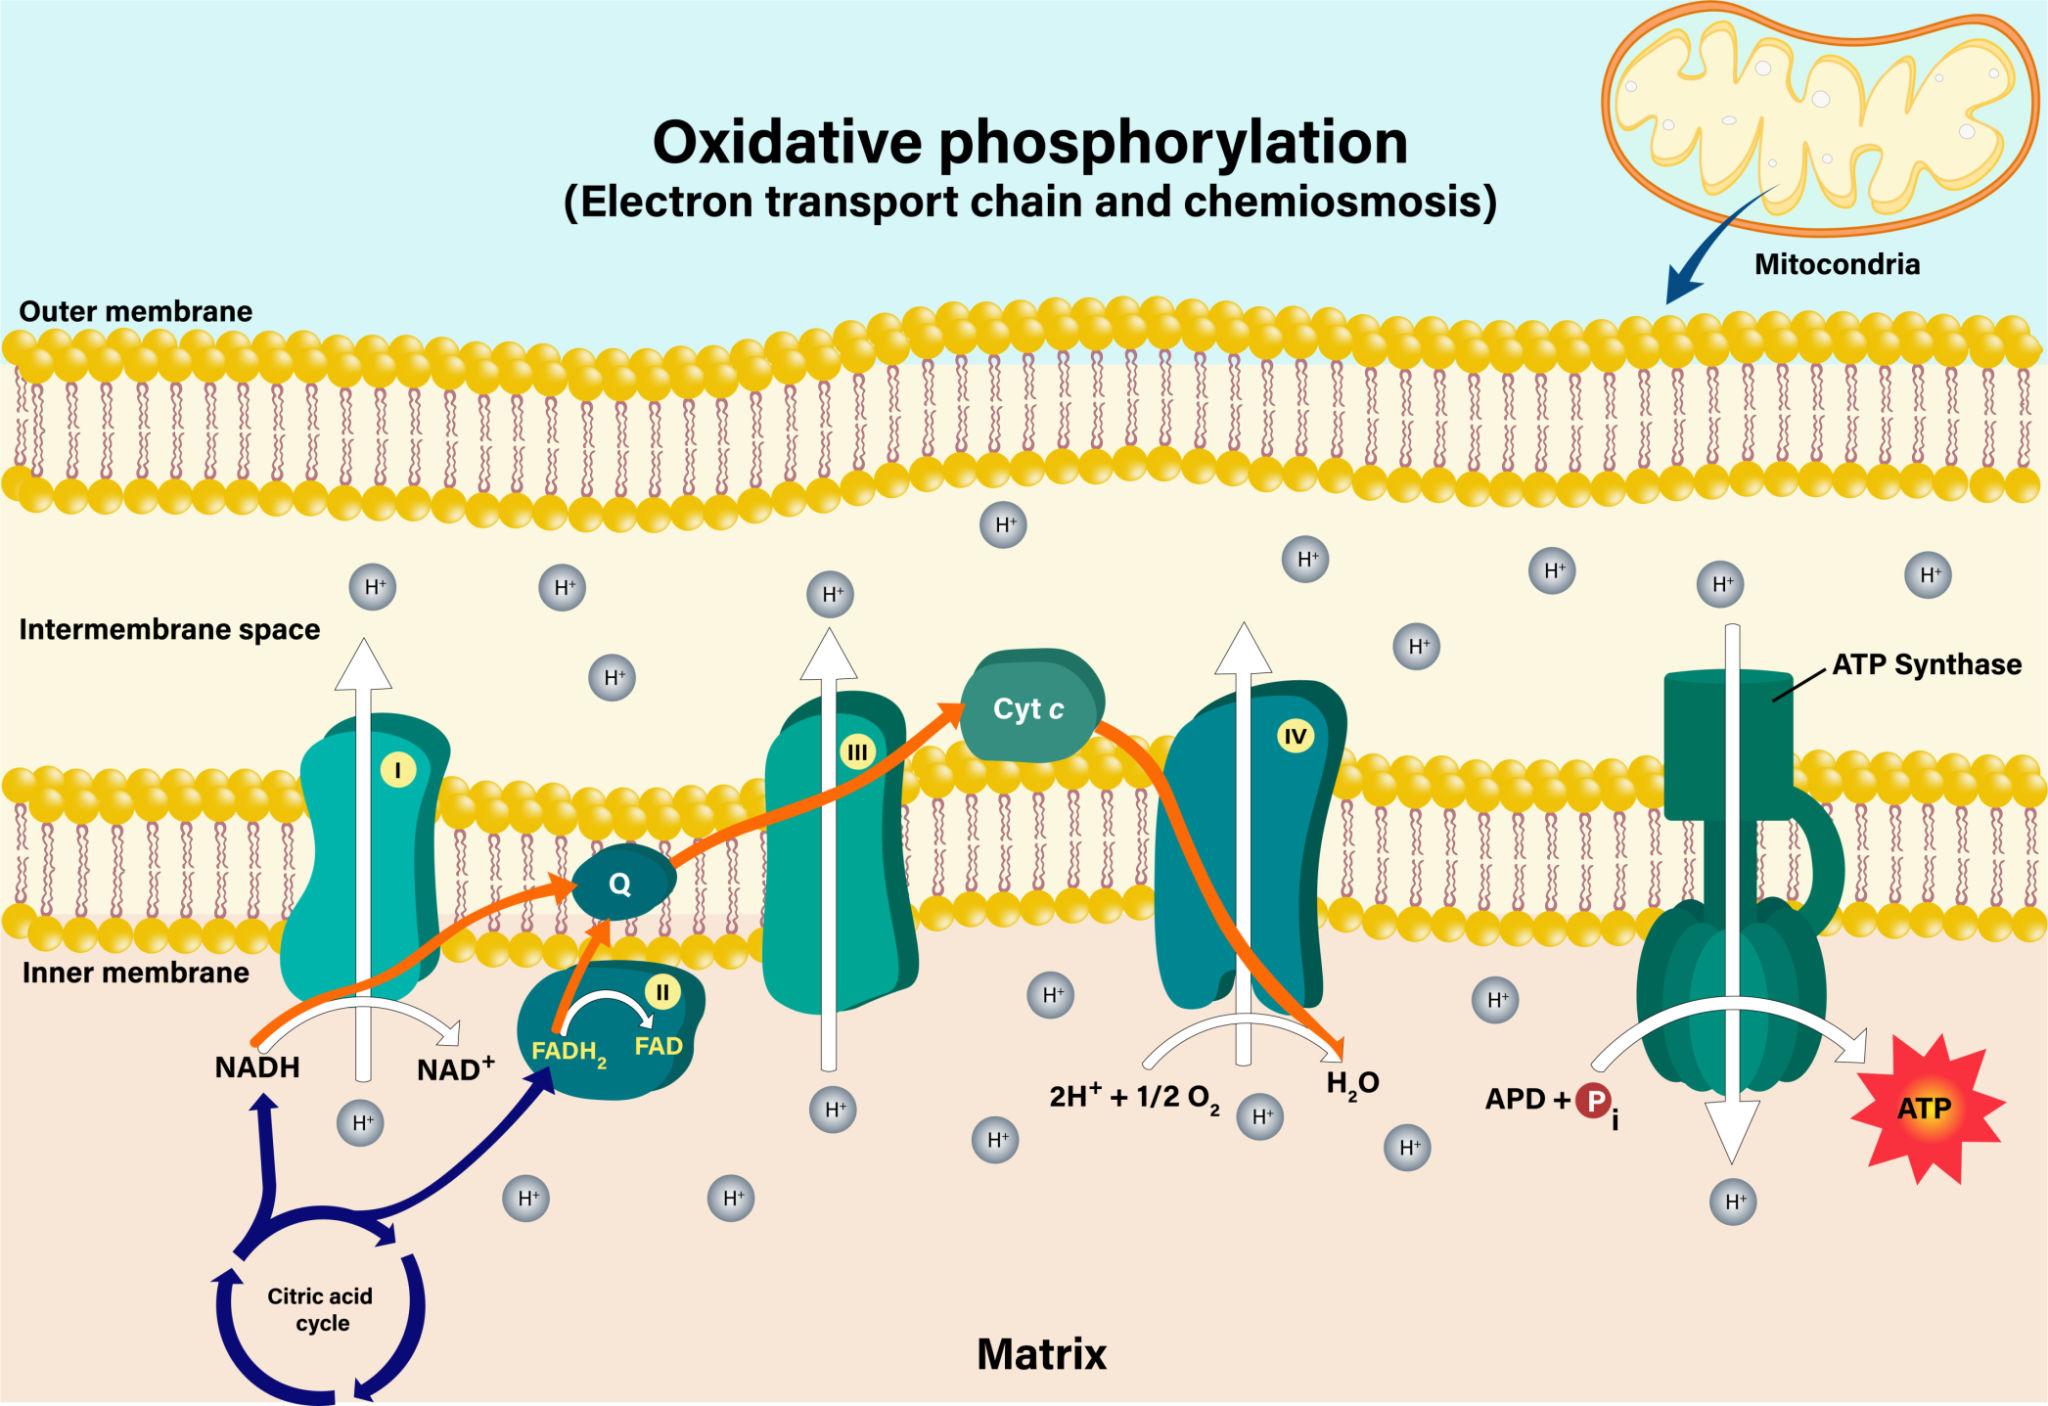 Oxidative phosphorylation
(Electron transport chain and chemiosmosis)
Mitocondria
Outer membrane
H⁺
H⁺
H⁺
H⁺
H⁺
H⁺
H⁺
H⁺
Intermembrane space
H⁺
H⁺
ATP Synthase
Cyt c
I
III
IV
Q
Inner membrane
II
FADH₂
FAD
NADH
NAD⁺
H⁺
H⁺
2H⁺ + 1/2 O₂
H₂O
APD + Pi
ATP
H⁺
H⁺
H⁺
H⁺
H⁺
H⁺
H⁺
H⁺
Citric acid
cycle
Matrix